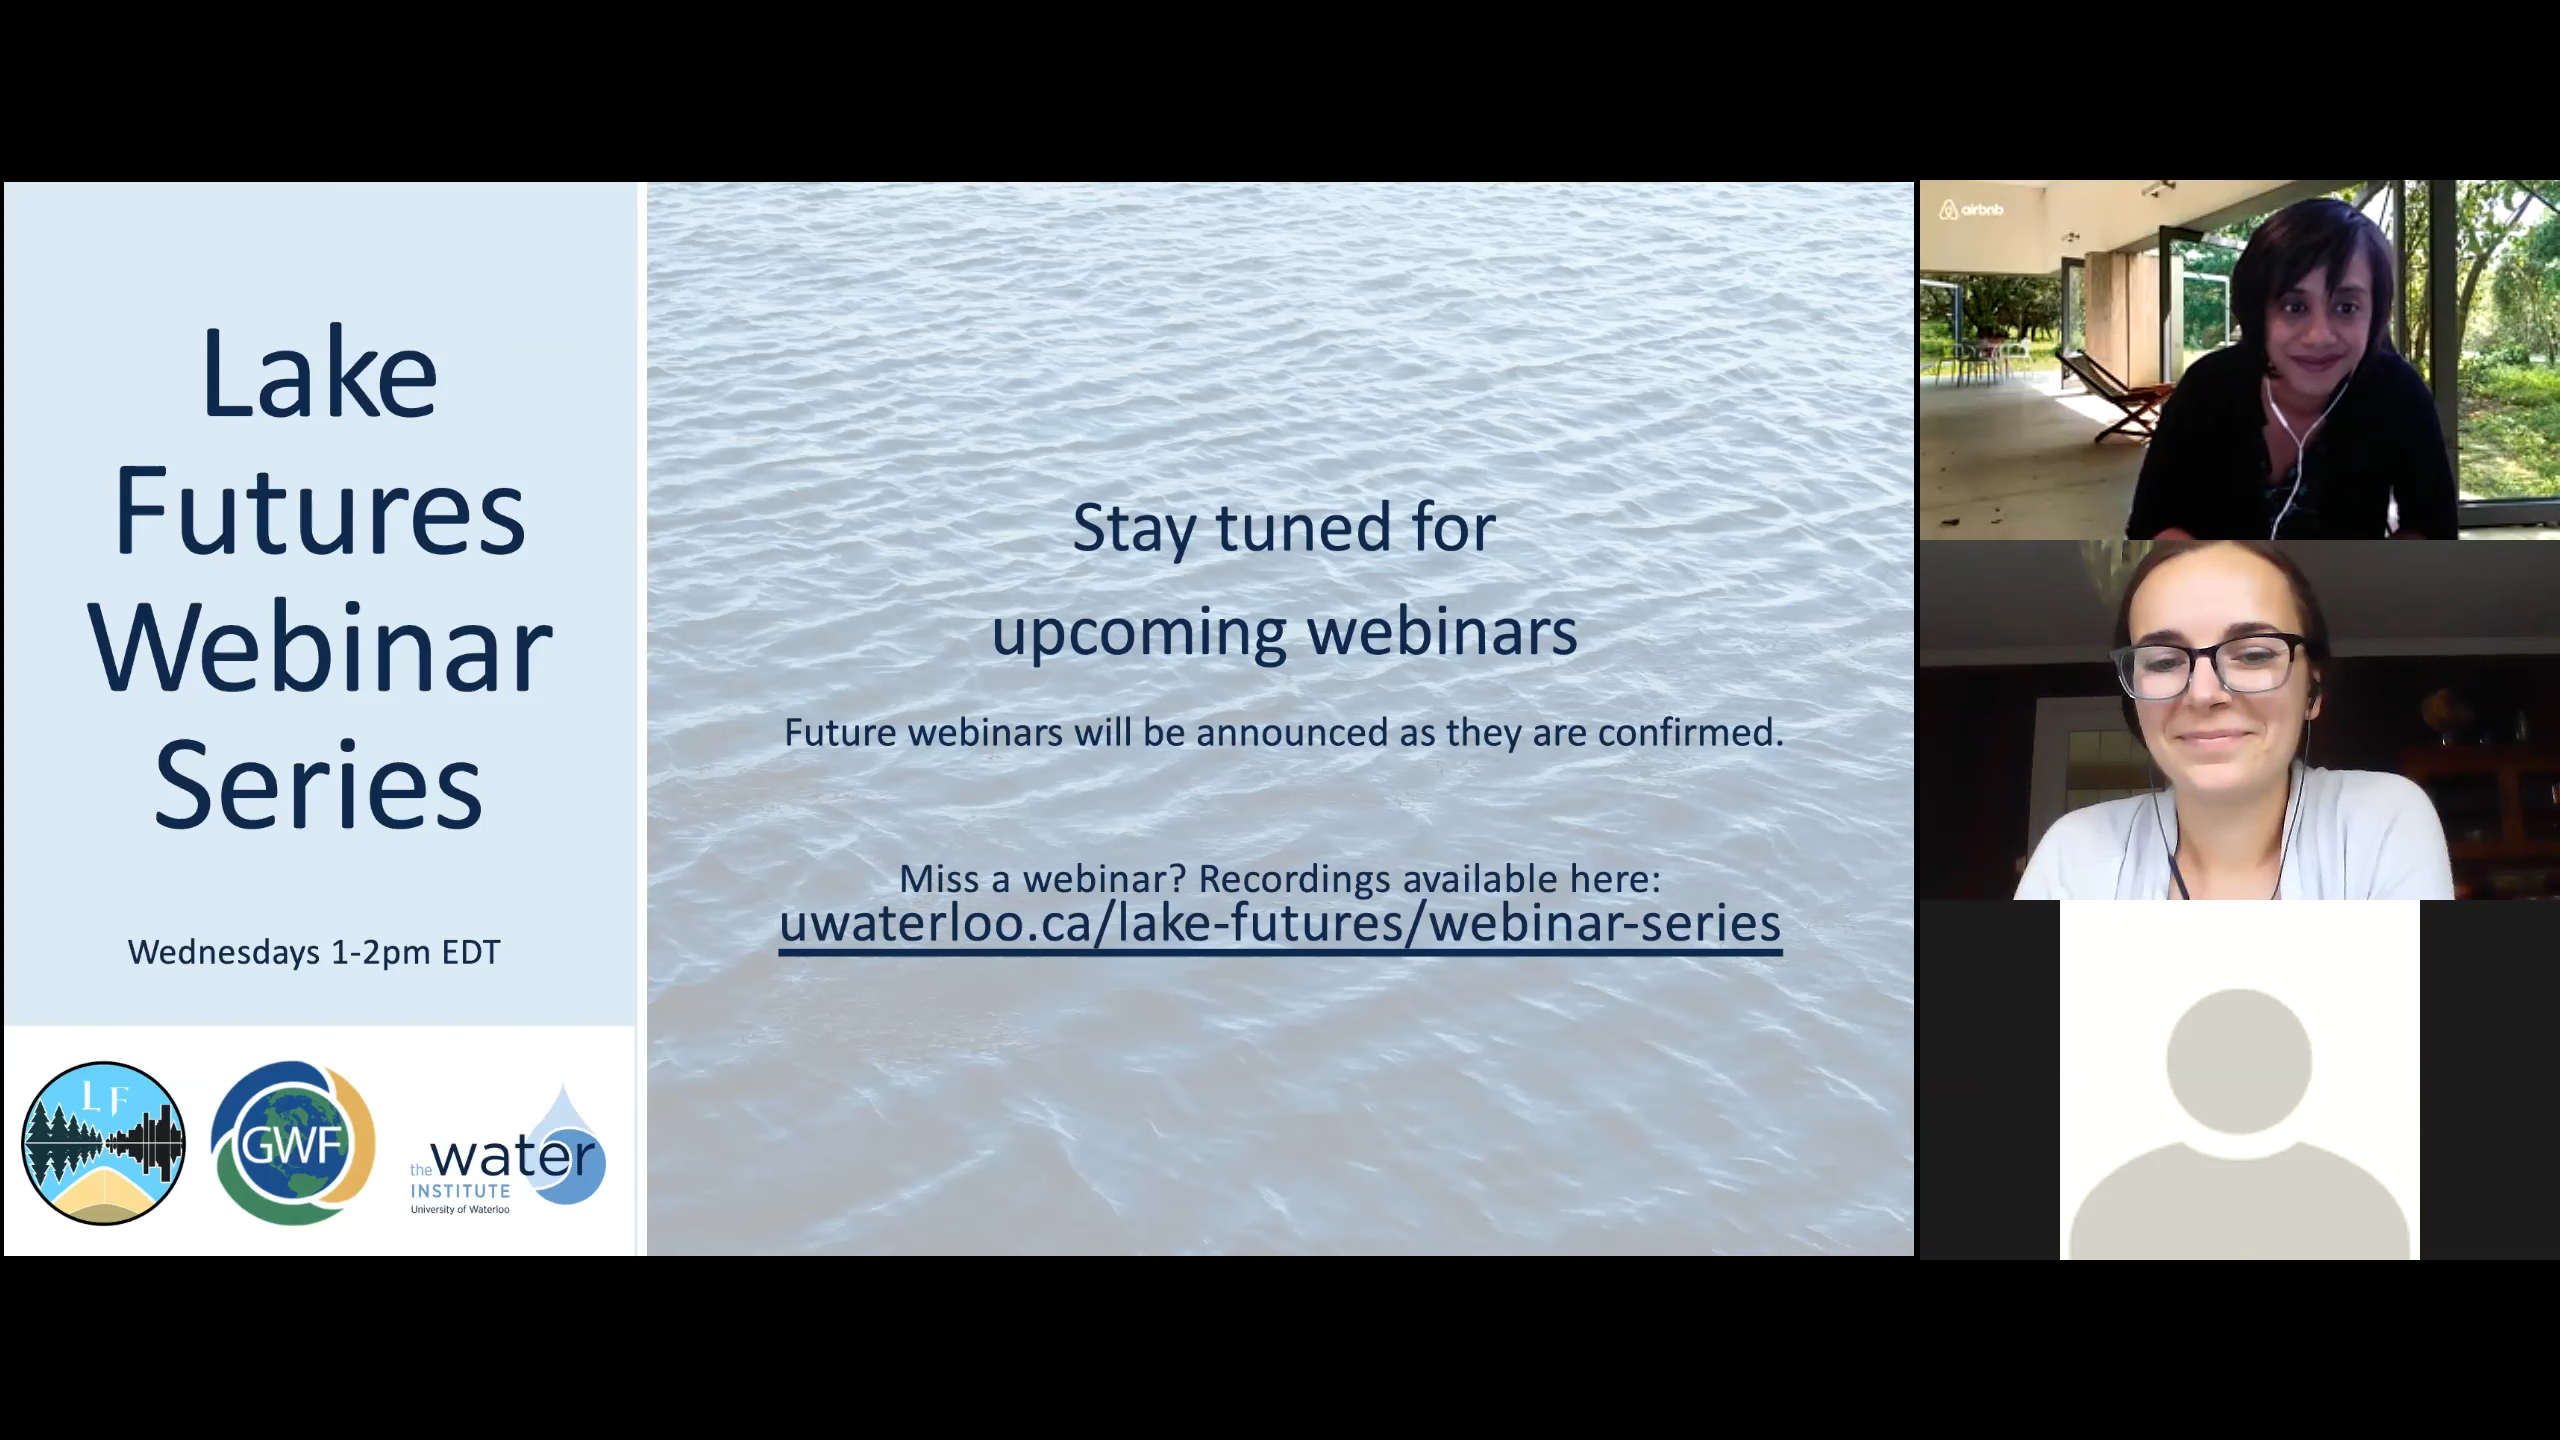 Lake
Futures
Webinar
Series
Wednesdays 1-2pm EDT
L F
GWF
the water
INSTITUTE
University of Waterloo
Stay tuned for
upcoming webinars
Future webinars will be announced as they are confirmed.
Miss a webinar? Recordings available here:
uwaterloo.ca/lake-futures/webinar-series
airbnb